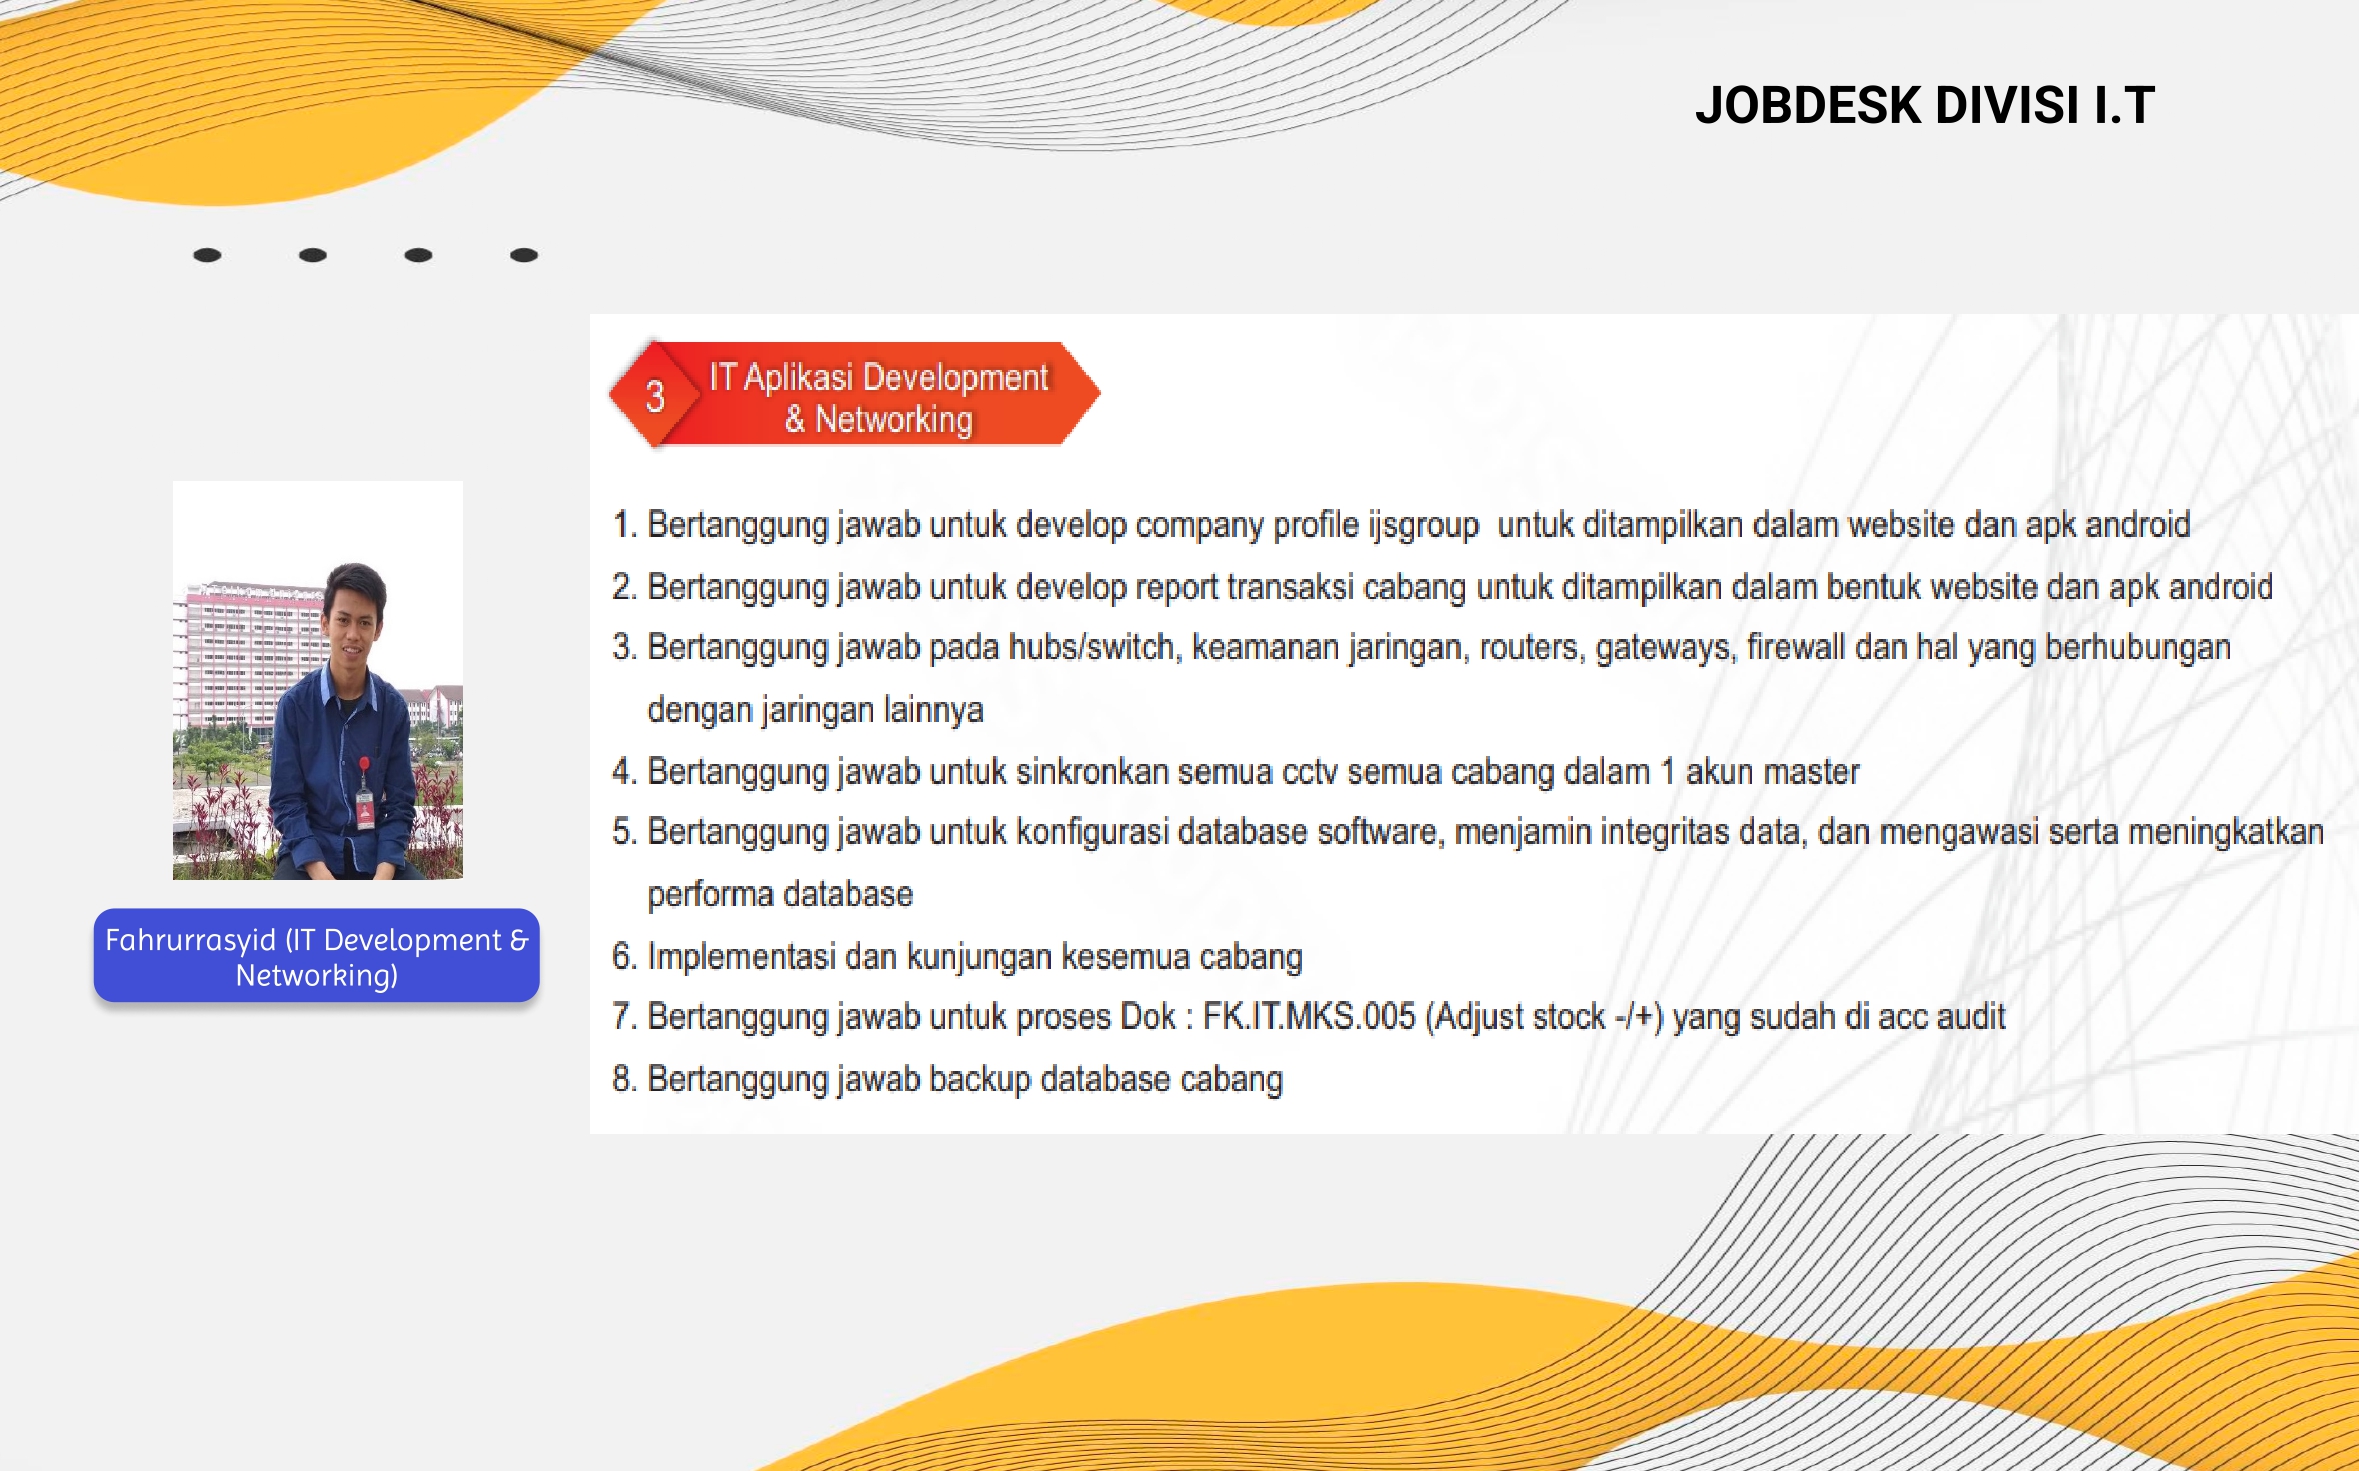 JOBDESK DIVISI I.T
3
IT Aplikasi Development
& Networking
1. Bertanggung jawab untuk develop company profile ijsgroup  untuk ditampilkan dalam website dan apk android
2. Bertanggung jawab untuk develop report transaksi cabang untuk ditampilkan dalam bentuk website dan apk android
3. Bertanggung jawab pada hubs/switch, keamanan jaringan, routers, gateways, firewall dan hal yang berhubungan
dengan jaringan lainnya
4. Bertanggung jawab untuk sinkronkan semua cctv semua cabang dalam 1 akun master
5. Bertanggung jawab untuk konfigurasi database software, menjamin integritas data, dan mengawasi serta meningkatkan
performa database
6. Implementasi dan kunjungan kesemua cabang
7. Bertanggung jawab untuk proses Dok : FK.IT.MKS.005 (Adjust stock -/+) yang sudah di acc audit
8. Bertanggung jawab backup database cabang
Fahrurrasyid (IT Development &
Networking)